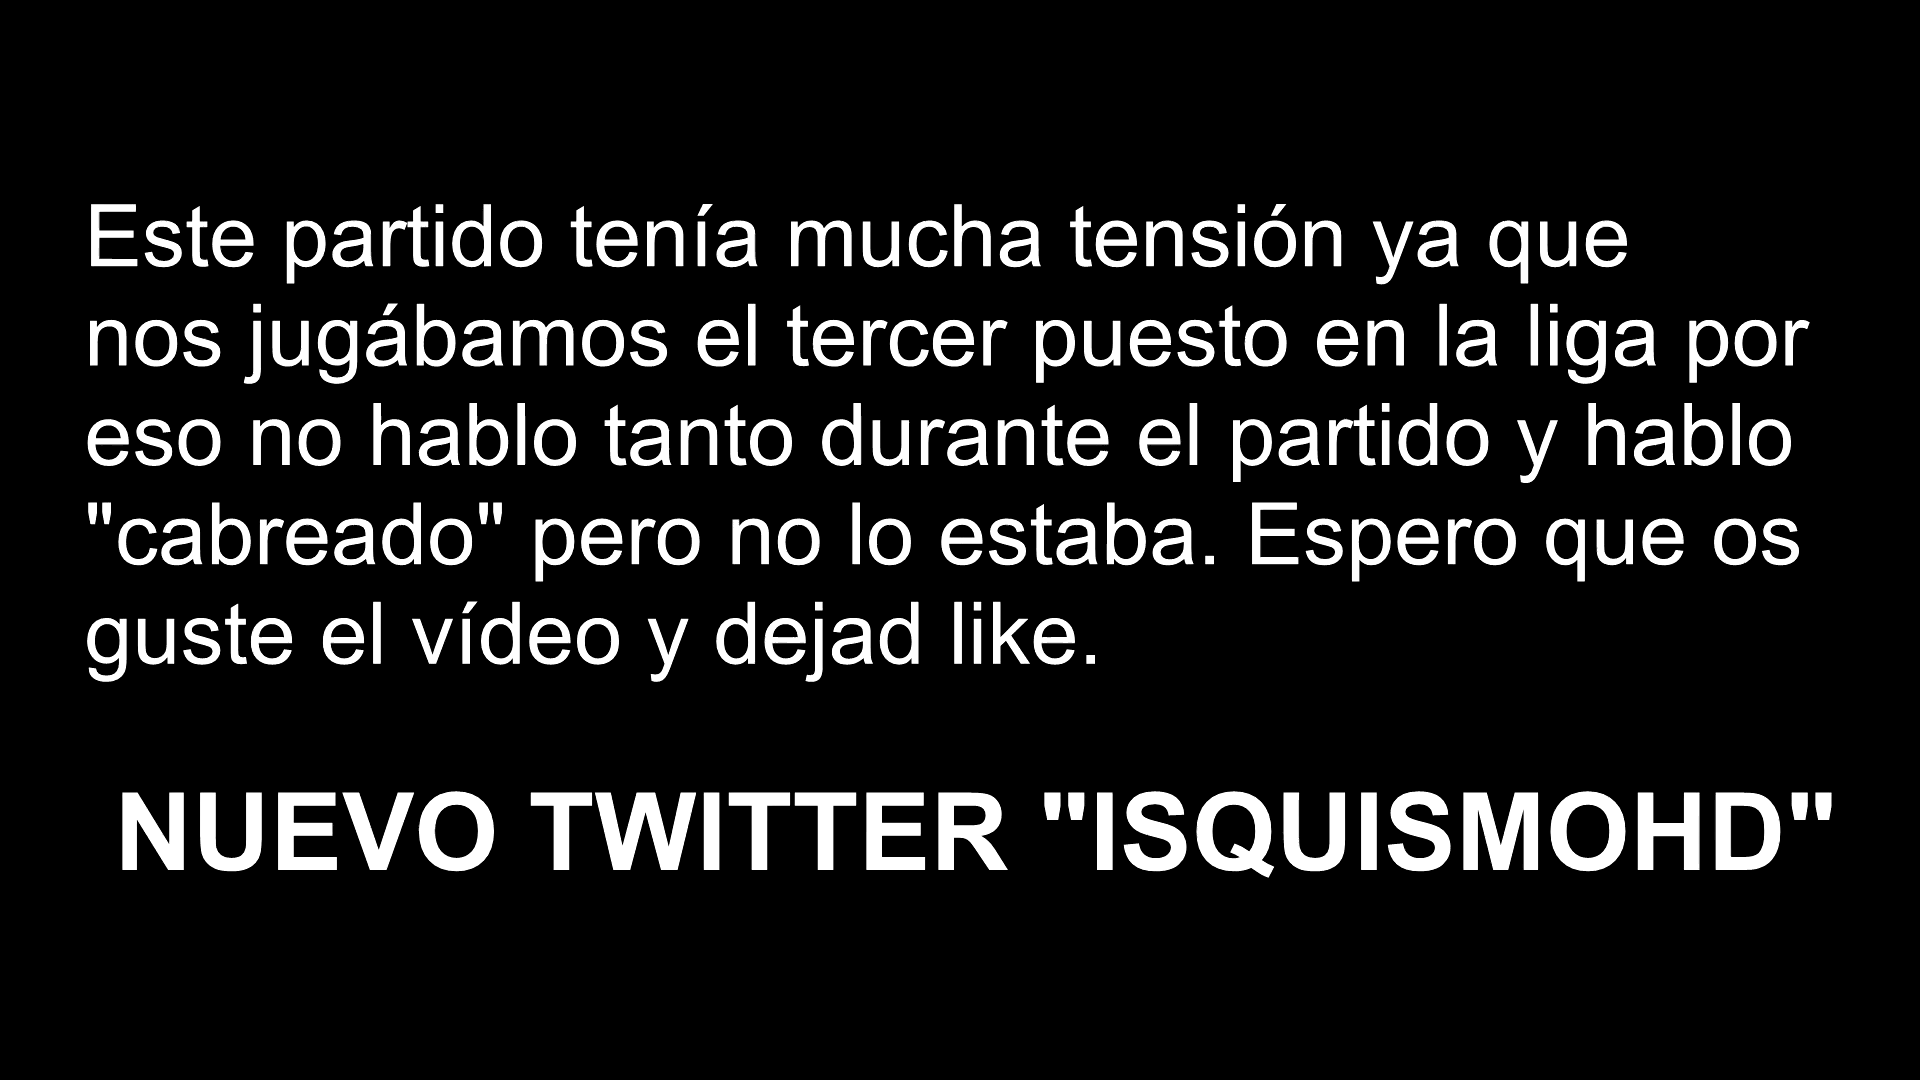 Este partido tenía mucha tensión ya que
nos jugábamos el tercer puesto en la liga por
eso no hablo tanto durante el partido y hablo
"cabreado" pero no lo estaba. Espero que os
guste el vídeo y dejad like.
NUEVO TWITTER "ISQUISMOHD"